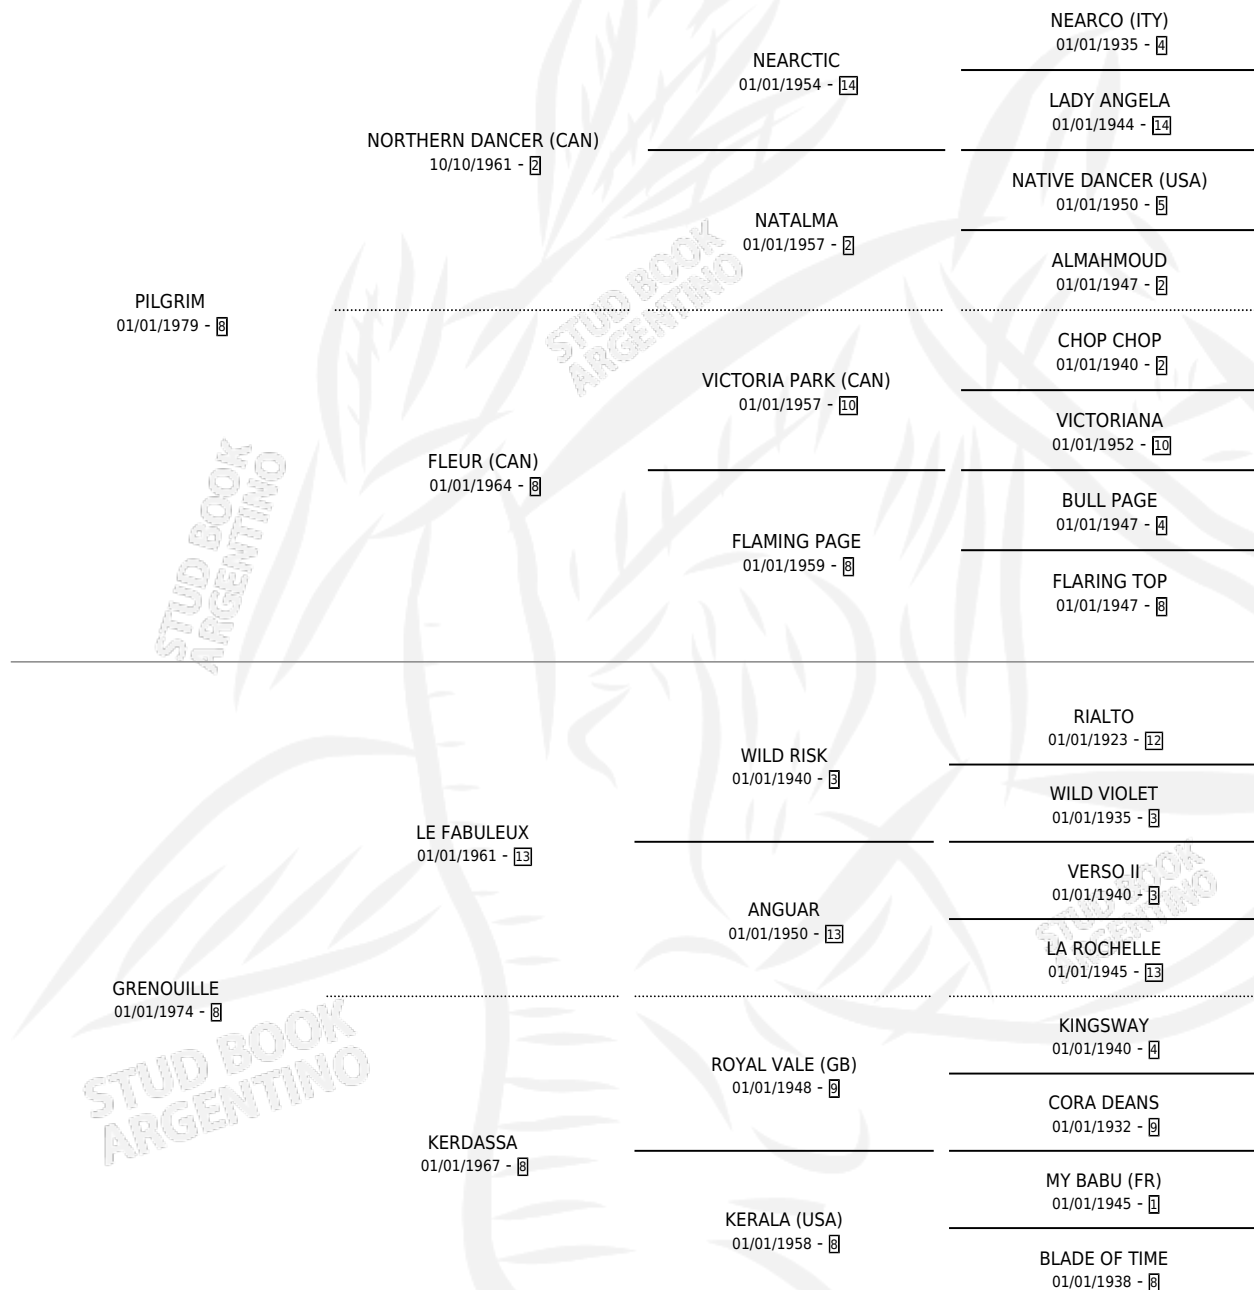 NEARCO (ITY)
01/01/1935 - 4
NEARCTIC
01/01/1954 - 14
LADY ANGELA
01/01/1944 - 14
NORTHERN DANCER (CAN)
10/10/1961 - 2
NATIVE DANCER (USA)
01/01/1950 - 5
NATALMA
01/01/1957 - 2
ALMAHMOUD
01/01/1947 - 2
PILGRIM
01/01/1979 - 8
STUD BOOK
ARGENTINO
CHOP CHOP
01/01/1940 - 2
VICTORIA PARK (CAN)
01/01/1957 - 10
VICTORIANA
01/01/1952 - 10
FLEUR (CAN)
01/01/1964 - 8
BULL PAGE
01/01/1947 - 4
FLAMING PAGE
01/01/1959 - 8
FLARING TOP
01/01/1947 - 8
STUD BOOK
ARGENTINO
RIALTO
01/01/1923 - 12
WILD RISK
01/01/1940 - 3
WILD VIOLET
01/01/1935 - 3
LE FABULEUX
01/01/1961 - 13
VERSO II
01/01/1940 - 3
ANGUAR
01/01/1950 - 13
LA ROCHELLE
01/01/1945 - 13
STUD BOOK
ARGENTINO
GRENOUILLE
01/01/1974 - 8
STUD BOOK
ARGENTINO
KINGSWAY
01/01/1940 - 4
ROYAL VALE (GB)
01/01/1948 - 9
CORA DEANS
01/01/1932 - 9
KERDASSA
01/01/1967 - 8
MY BABU (FR)
01/01/1945 - 1
KERALA (USA)
01/01/1958 - 8
BLADE OF TIME
01/01/1938 - 8